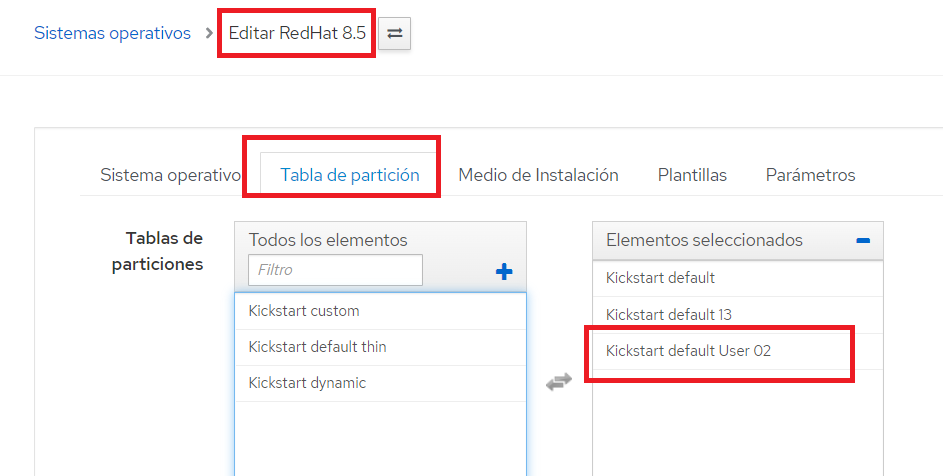 Sistemas operativos > Editar RedHat 8.5
Sistema operativo Tabla de partición Medio de Instalación Plantillas Parámetros
Tablas de
particiones
Todos los elementos
Filtro
Kickstart custom
Kickstart default thin
Kickstart dynamic
Elementos seleccionados
Kickstart default
Kickstart default 13
Kickstart default User 02